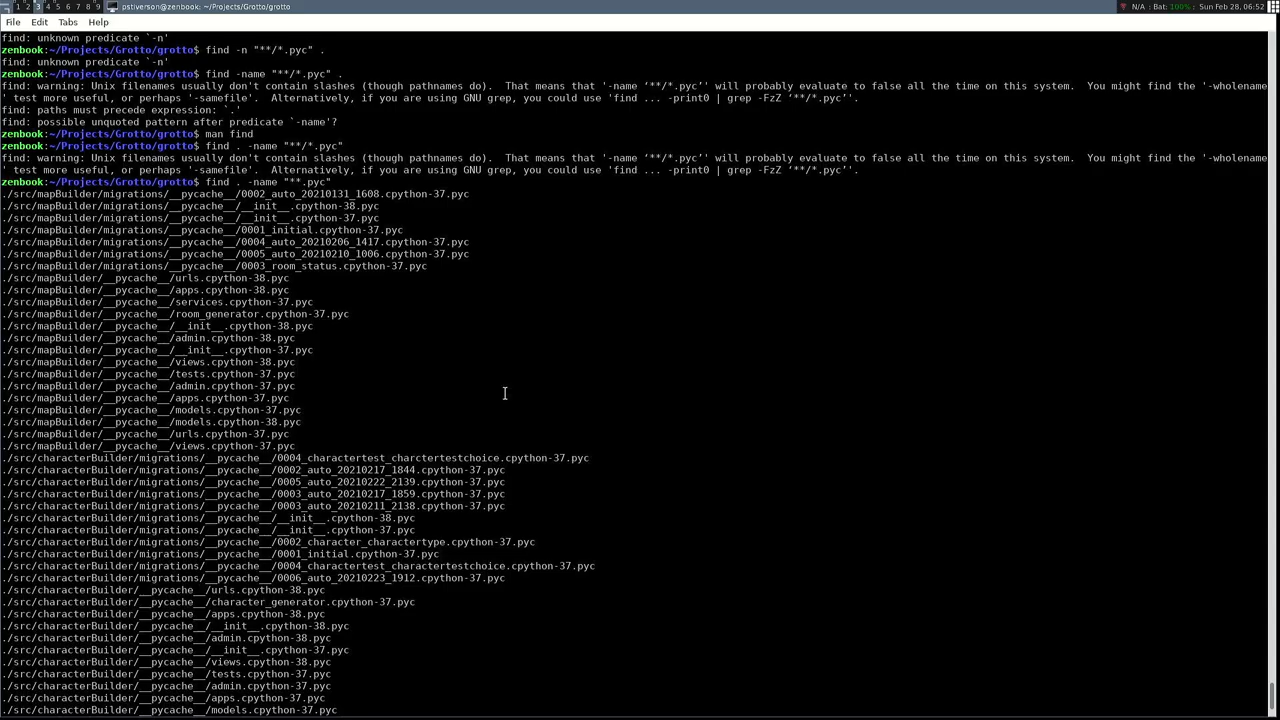 1 2 3 4 5 6 7 8 9 pstiverson@zenbook: ~/Projects/Grotto/grotto N/A : Bat: 100% : Sun Feb 28, 06:52
File Edit Tabs Help
find: unknown predicate `-n'
zenbook:~/Projects/Grotto/grotto$ find -n "**/*.pyc" .
find: unknown predicate `-n'
zenbook:~/Projects/Grotto/grotto$ find -name "**/*.pyc" .
find: warning: Unix filenames usually don't contain slashes (though pathnames do).  That means that '-name ‘**/*.pyc’' will probably evaluate to false all the time on this system.  You might find the '-wholename
' test more useful, or perhaps '-samefile'.  Alternatively, if you are using GNU grep, you could use 'find ... -print0 | grep -FzZ ‘**/*.pyc’'.
find: paths must precede expression: `.'
find: possible unquoted pattern after predicate `-name'?
zenbook:~/Projects/Grotto/grotto$ man find
zenbook:~/Projects/Grotto/grotto$ find . -name "**/*.pyc"
find: warning: Unix filenames usually don't contain slashes (though pathnames do).  That means that '-name ‘**/*.pyc’' will probably evaluate to false all the time on this system.  You might find the '-wholename
' test more useful, or perhaps '-samefile'.  Alternatively, if you are using GNU grep, you could use 'find ... -print0 | grep -FzZ ‘**/*.pyc’'.
zenbook:~/Projects/Grotto/grotto$ find . -name "**.pyc"
./src/mapBuilder/migrations/__pycache__/0002_auto_20210131_1608.cpython-37.pyc
./src/mapBuilder/migrations/__pycache__/__init__.cpython-38.pyc
./src/mapBuilder/migrations/__pycache__/__init__.cpython-37.pyc
./src/mapBuilder/migrations/__pycache__/0001_initial.cpython-37.pyc
./src/mapBuilder/migrations/__pycache__/0004_auto_20210206_1417.cpython-37.pyc
./src/mapBuilder/migrations/__pycache__/0005_auto_20210210_1006.cpython-37.pyc
./src/mapBuilder/migrations/__pycache__/0003_room_status.cpython-37.pyc
./src/mapBuilder/__pycache__/urls.cpython-38.pyc
./src/mapBuilder/__pycache__/apps.cpython-38.pyc
./src/mapBuilder/__pycache__/services.cpython-37.pyc
./src/mapBuilder/__pycache__/room_generator.cpython-37.pyc
./src/mapBuilder/__pycache__/__init__.cpython-38.pyc
./src/mapBuilder/__pycache__/admin.cpython-38.pyc
./src/mapBuilder/__pycache__/__init__.cpython-37.pyc
./src/mapBuilder/__pycache__/views.cpython-38.pyc
./src/mapBuilder/__pycache__/tests.cpython-37.pyc
./src/mapBuilder/__pycache__/admin.cpython-37.pyc
./src/mapBuilder/__pycache__/apps.cpython-37.pyc
./src/mapBuilder/__pycache__/models.cpython-37.pyc
./src/mapBuilder/__pycache__/models.cpython-38.pyc
./src/mapBuilder/__pycache__/urls.cpython-37.pyc
./src/mapBuilder/__pycache__/views.cpython-37.pyc
./src/characterBuilder/migrations/__pycache__/0004_charactertest_charctertestchoice.cpython-37.pyc
./src/characterBuilder/migrations/__pycache__/0002_auto_20210217_1844.cpython-37.pyc
./src/characterBuilder/migrations/__pycache__/0005_auto_20210222_2139.cpython-37.pyc
./src/characterBuilder/migrations/__pycache__/0003_auto_20210217_1859.cpython-37.pyc
./src/characterBuilder/migrations/__pycache__/0003_auto_20210211_2138.cpython-37.pyc
./src/characterBuilder/migrations/__pycache__/__init__.cpython-38.pyc
./src/characterBuilder/migrations/__pycache__/__init__.cpython-37.pyc
./src/characterBuilder/migrations/__pycache__/0002_character_charactertype.cpython-37.pyc
./src/characterBuilder/migrations/__pycache__/0001_initial.cpython-37.pyc
./src/characterBuilder/migrations/__pycache__/0004_charactertest_charactertestchoice.cpython-37.pyc
./src/characterBuilder/migrations/__pycache__/0006_auto_20210223_1912.cpython-37.pyc
./src/characterBuilder/__pycache__/urls.cpython-38.pyc
./src/characterBuilder/__pycache__/character_generator.cpython-37.pyc
./src/characterBuilder/__pycache__/apps.cpython-38.pyc
./src/characterBuilder/__pycache__/__init__.cpython-38.pyc
./src/characterBuilder/__pycache__/admin.cpython-38.pyc
./src/characterBuilder/__pycache__/__init__.cpython-37.pyc
./src/characterBuilder/__pycache__/views.cpython-38.pyc
./src/characterBuilder/__pycache__/tests.cpython-37.pyc
./src/characterBuilder/__pycache__/admin.cpython-37.pyc
./src/characterBuilder/__pycache__/apps.cpython-37.pyc
./src/characterBuilder/__pycache__/models.cpython-37.pyc